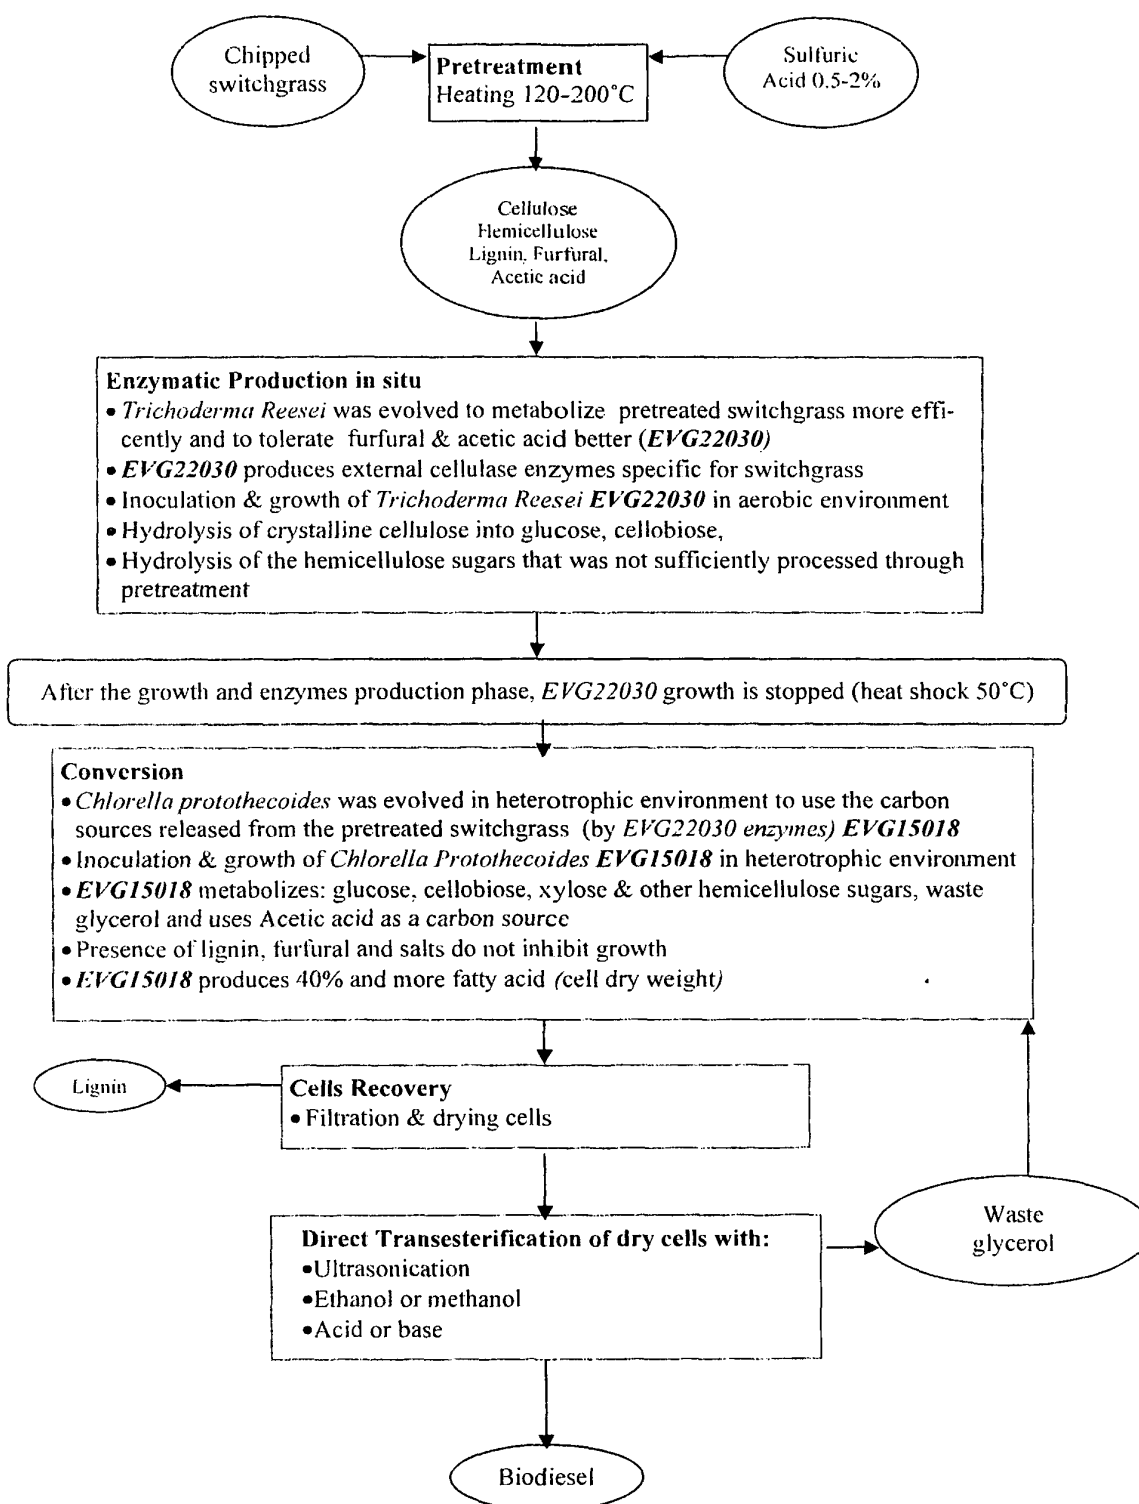 Chipped
switchgrass
Pretreatment
Heating 120-200°C
Sulfuric
Acid 0.5-2%
Cellulose
Hemicellulose
Lignin, Furfural,
Acetic acid
Enzymatic Production in situ
• Trichoderma Reesei was evolved to metabolize pretreated switchgrass more effi-
cently and to tolerate furfural & acetic acid better (EVG22030)
• EVG22030 produces external cellulase enzymes specific for switchgrass
• Inoculation & growth of Trichoderma Reesei EVG22030 in aerobic environment
• Hydrolysis of crystalline cellulose into glucose, cellobiose,
• Hydrolysis of the hemicellulose sugars that was not sufficiently processed through
pretreatment
After the growth and enzymes production phase, EVG22030 growth is stopped (heat shock 50°C)
Conversion
• Chlorella protothecoides was evolved in heterotrophic environment to use the carbon
sources released from the pretreated switchgrass (by EVG22030 enzymes) EVG15018
• Inoculation & growth of Chlorella Protothecoides EVG15018 in heterotrophic environment
• EVG15018 metabolizes: glucose, cellobiose, xylose & other hemicellulose sugars, waste
glycerol and uses Acetic acid as a carbon source
• Presence of lignin, furfural and salts do not inhibit growth
• EVG15018 produces 40% and more fatty acid (cell dry weight)
Lignin
Cells Recovery
• Filtration & drying cells
Direct Transesterification of dry cells with:
•Ultrasonication
•Ethanol or methanol
•Acid or base
Waste
glycerol
Biodiesel